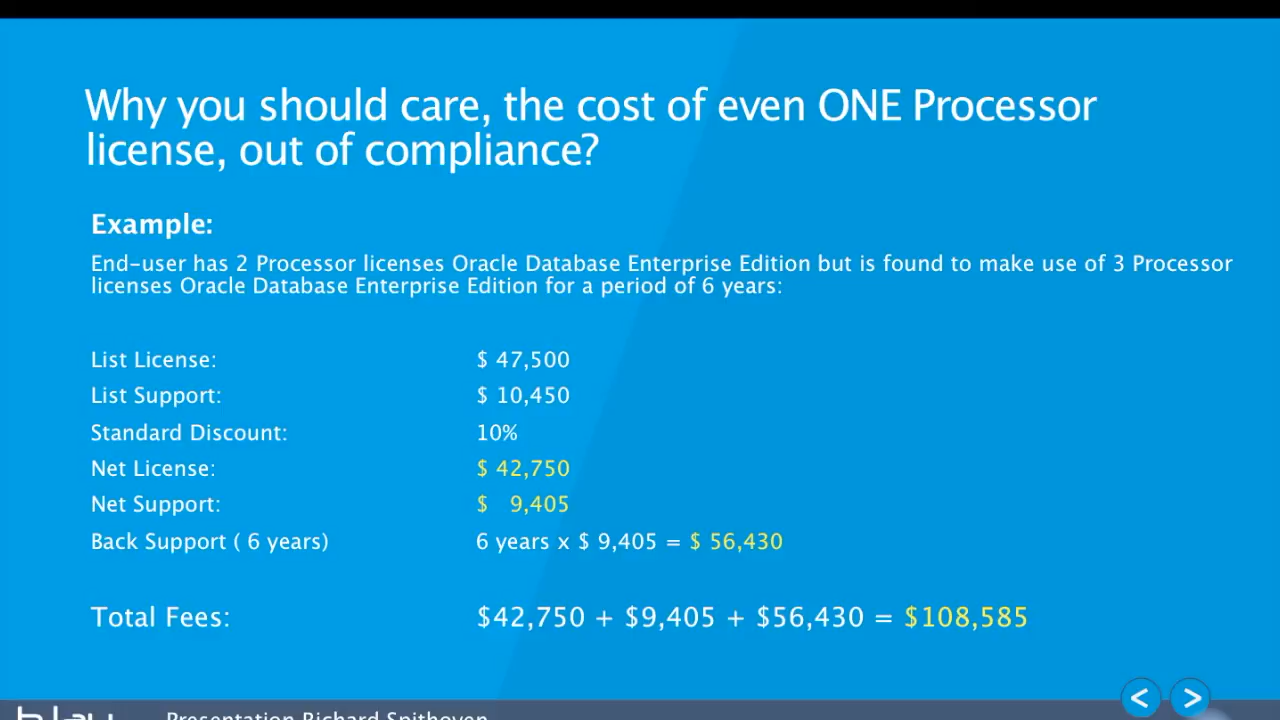 Why you should care, the cost of even ONE Processor
license, out of compliance?
Example:
End-user has 2 Processor licenses Oracle Database Enterprise Edition but is found to make use of 3 Processor
licenses Oracle Database Enterprise Edition for a period of 6 years:
List License: $ 47,500
List Support: $ 10,450
Standard Discount: 10%
Net License: $ 42,750
Net Support: $ 9,405
Back Support ( 6 years) 6 years x $ 9,405 = $ 56,430
Total Fees: $42,750 + $9,405 + $56,430 = $108,585
< >
Presentation Richard Spithoven